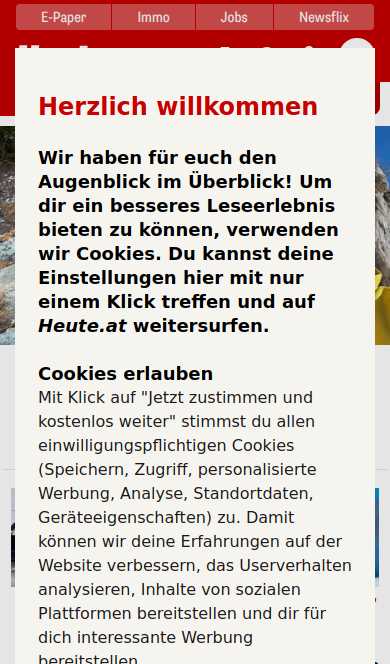 E-Paper
Immo
Jobs
Newsflix
Herzlich willkommen
Wir haben für euch den
Augenblick im Überblick! Um
dir ein besseres Leseerlebnis
bieten zu können, verwenden
wir Cookies. Du kannst deine
Einstellungen hier mit nur
einem Klick treffen und auf
Heute.at weitersurfen.
Cookies erlauben
Mit Klick auf "Jetzt zustimmen und
kostenlos weiter" stimmst du allen
einwilligungspflichtigen Cookies
(Speichern, Zugriff, personalisierte
Werbung, Analyse, Standortdaten,
Geräteeigenschaften) zu. Damit
können wir deine Erfahrungen auf der
Website verbessern, das Userverhalten
analysieren, Inhalte von sozialen
Plattformen bereitstellen und dir für
dich interessante Werbung
bereitstellen